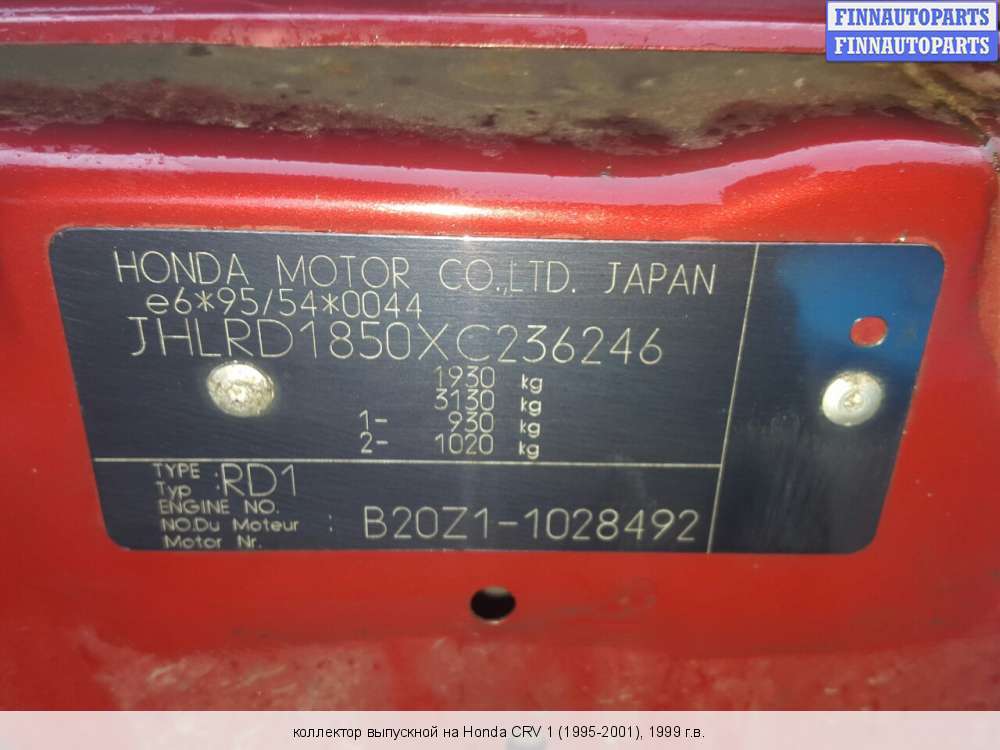 FINNAUTOPARTS
FINNAUTOPARTS
HONDA MOTOR CO.,LTD. JAPAN
e6*95/54*0044
JHLRD1850XC236246
1930 kg
3130 kg
1- 930 kg
2- 1020 kg
TYPE :
Typ : RD1
ENGINE NO.
NO.Du Moteur : B20Z1-1028492
Motor Nr.
коллектор выпускной на Honda CRV 1 (1995-2001), 1999 г.в.